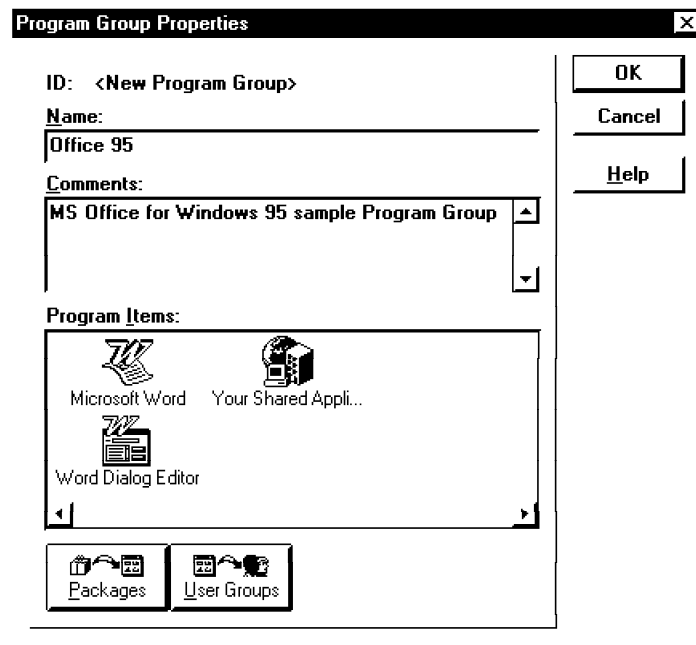 Program Group Properties
ID: <New Program Group>
Name:
Office 95
Comments:
MS Office for Windows 95 sample Program Group
Program Items:
Microsoft Word
Your Shared Appli...
Word Dialog Editor
Packages
User Groups
OK
Cancel
Help